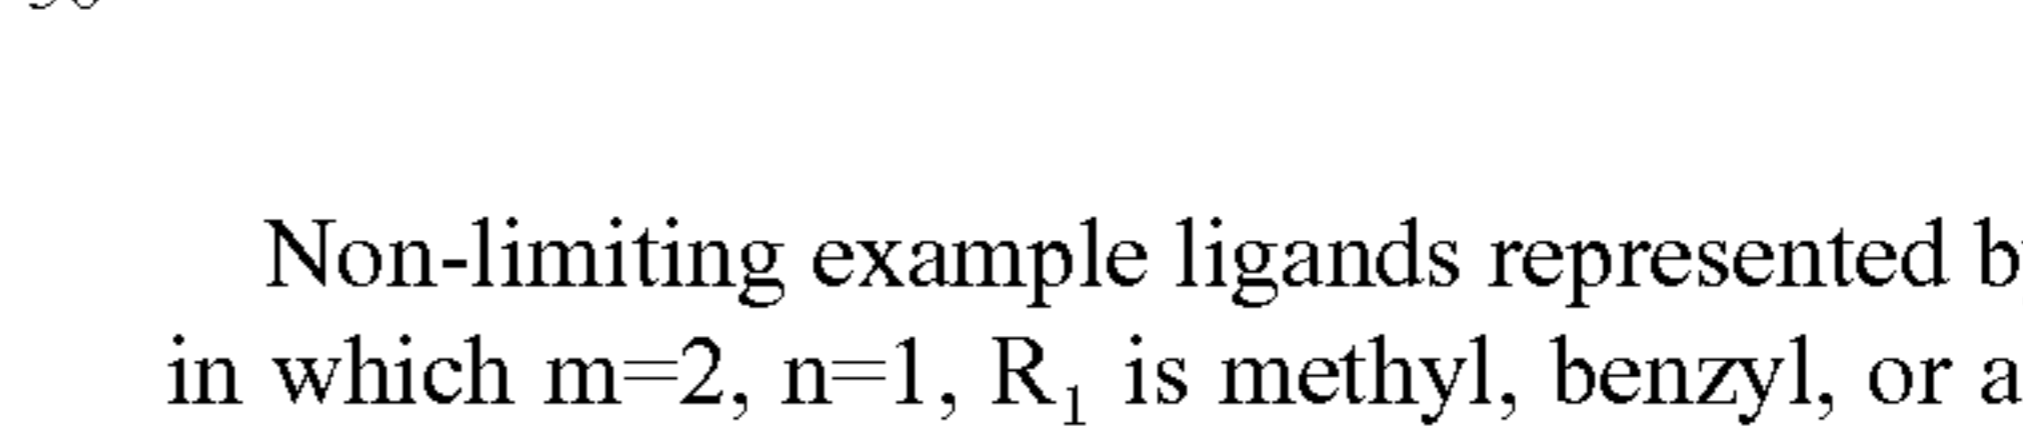 Non-limiting example ligands represented
in which m=2, n=1, R₁ is methyl, benzyl, or a